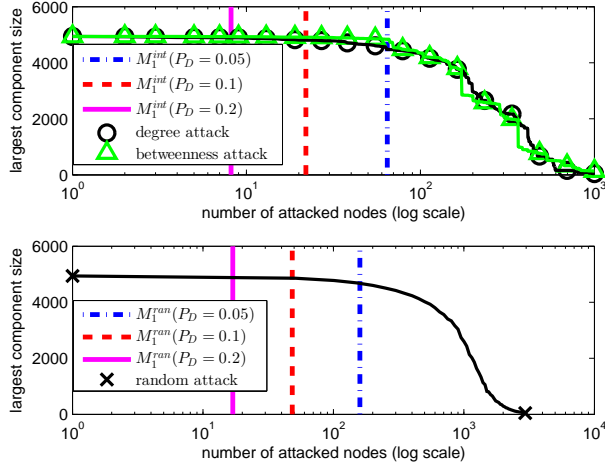 6000
4000
2000
0
largest component size
M_1^{int}(P_D = 0.05)
M_1^{int}(P_D = 0.1)
M_1^{int}(P_D = 0.2)
degree attack
betweenness attack
10^0
10^1
10^2
10^3
number of attacked nodes (log scale)
6000
4000
2000
0
largest component size
M_1^{ran}(P_D = 0.05)
M_1^{ran}(P_D = 0.1)
M_1^{ran}(P_D = 0.2)
random attack
10^0
10^1
10^2
10^3
10^4
number of attacked nodes (log scale)